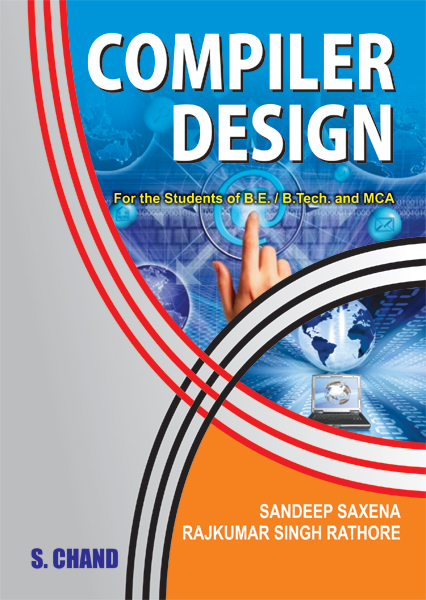 COMPILER
DESIGN
For the Students of B.E. / B.Tech. and MCA
SANDEEP SAXENA
RAJKUMAR SINGH RATHORE
S. CHAND